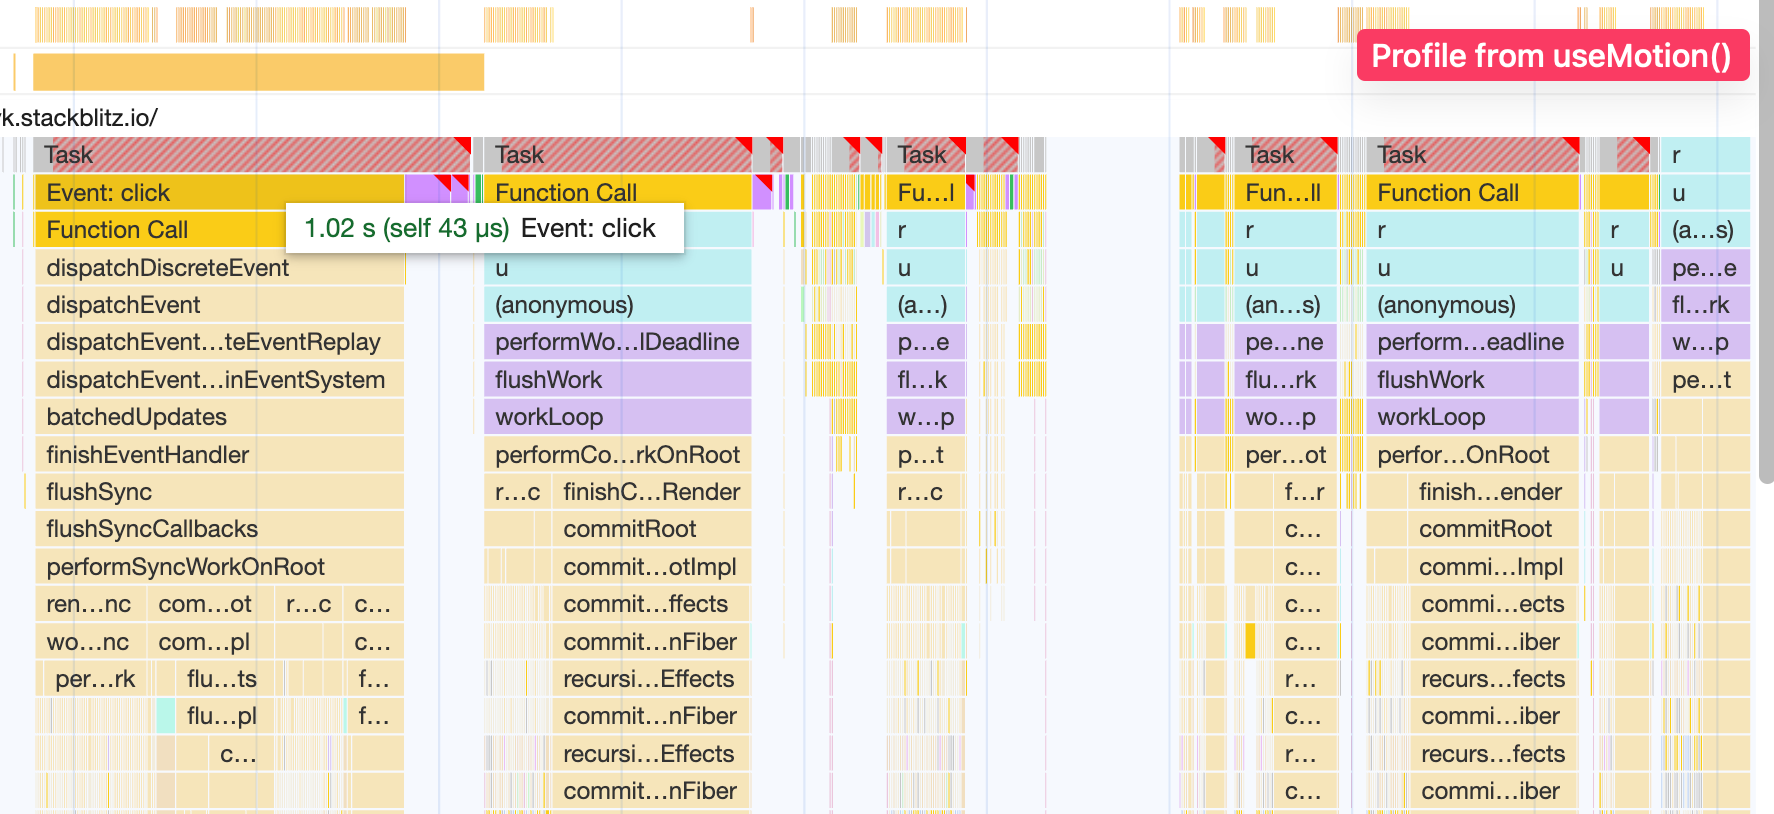 Profile from useMotion()
k.stackblitz.io/
Task Task Task Task Task r
Event: click Function Call Fu...l Fun...ll Function Call u
Function Call r r r r (a...s)
1.02 s (self 43 μs) Event: click
dispatchDiscreteEvent u u u u u pe...e
dispatchEvent (anonymous) (a...) (an...s) (anonymous) fl...rk
dispatchEvent...teEventReplay performWo...lDeadline p...e pe...ne perform...eadline w...p
dispatchEvent...inEventSystem flushWork fl...k flu...rk flushWork pe...t
batchedUpdates workLoop w...p wo...p workLoop
finishEventHandler performCo...rkOnRoot p...t per...ot perfor...OnRoot
flushSync r...c finishC...Render r...c f...r finish...ender
flushSyncCallbacks commitRoot c... commitRoot
performSyncWorkOnRoot commit...otImpl c... commi...Impl
ren...nc com...ot r...c c... commit...ffects c... commi...ects
wo...nc com...pl c... commit...nFiber c... commi...iber
per...rk flu...ts f... recursi...Effects r... recurs...fects
flu...pl f... commit...nFiber c... commi...iber
c... recursi...Effects r... recurs...fects
commit...nFiber c... commi...iber